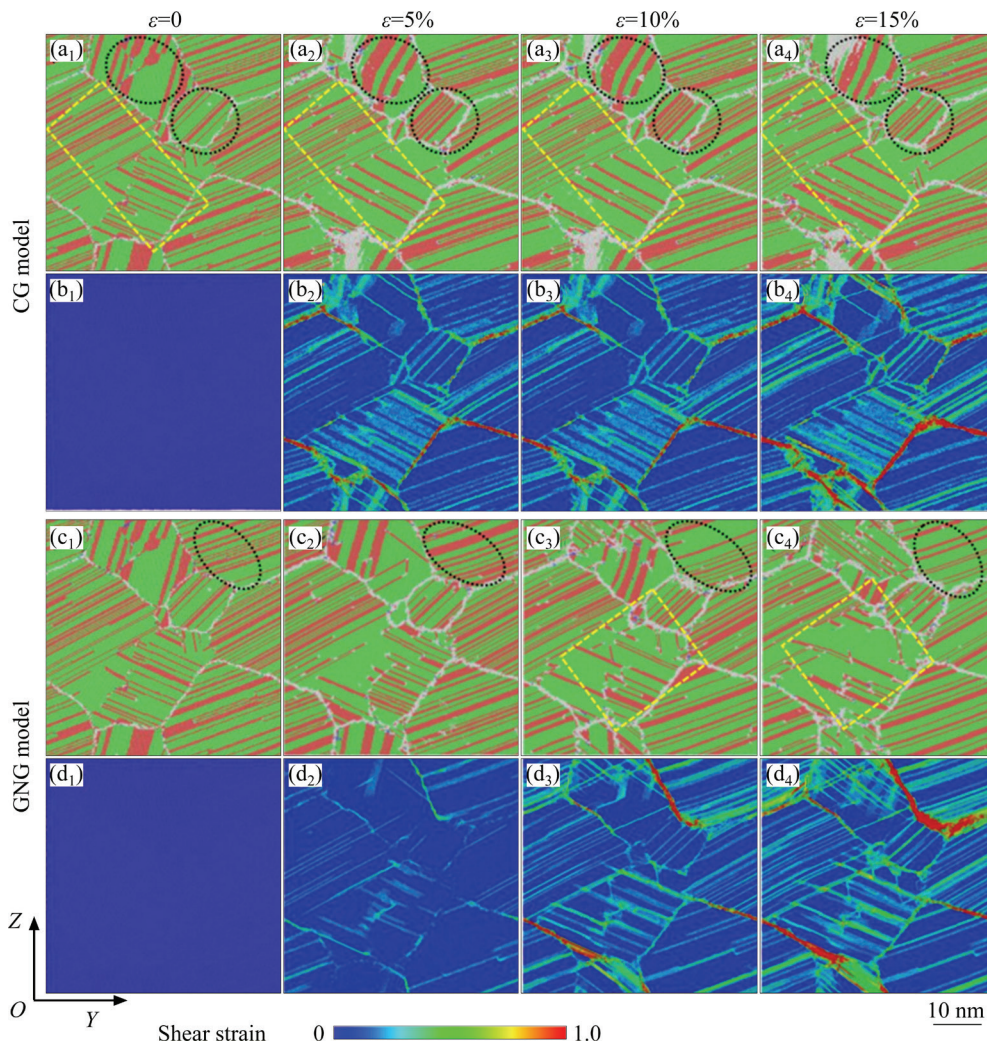 ε=0 ε=5% ε=10% ε=15%
(a₁) (a₂) (a₃) (a₄)
CG model
(b₁) (b₂) (b₃) (b₄)
(c₁) (c₂) (c₃) (c₄)
GNG model
(d₁) (d₂) (d₃) (d₄)
Z
O
Y
Shear strain 0 1.0
10 nm